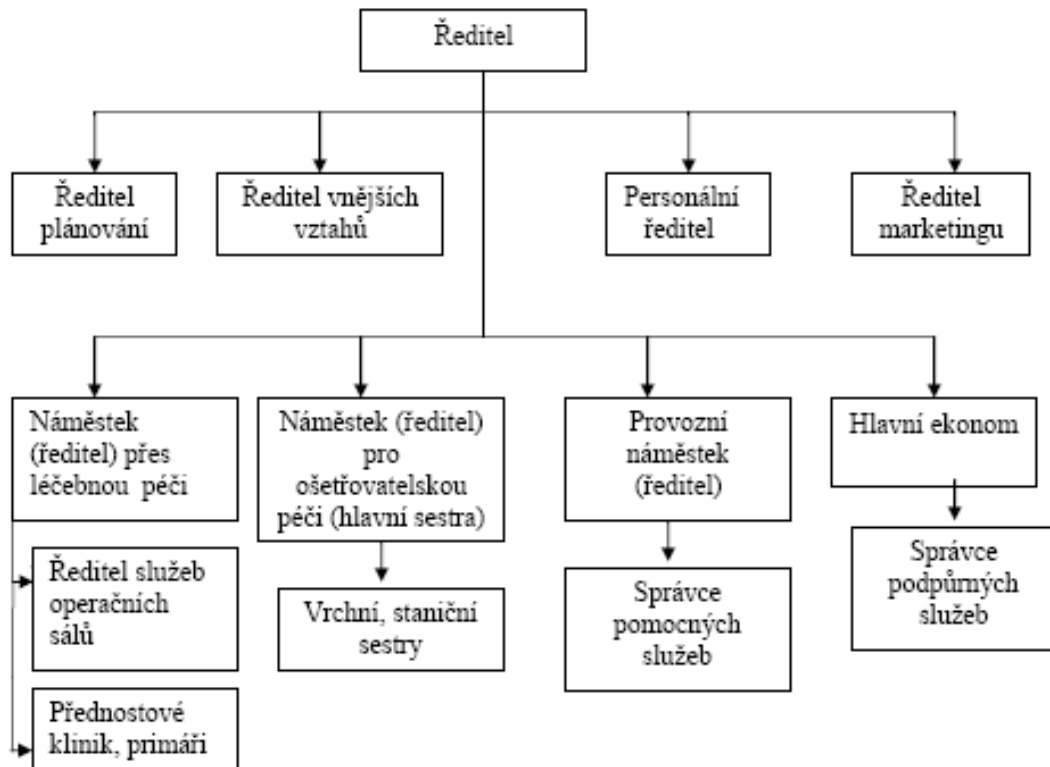 Ředitel
Ředitel
plánování
Ředitel vnějších
vztahů
Personální
ředitel
Ředitel
marketingu
Náměstek
(ředitel) přes
léčebnou péči
Náměstek (ředitel)
pro
ošetřovatelskou
péči (hlavní sestra)
Provozní
náměstek
(ředitel)
Hlavní ekonom
Ředitel služeb
operačních
sálů
Vrchní, staniční
sestry
Správce
pomocných
služeb
Správce
podpůrných
služeb
Přednostové
klinik, primáři